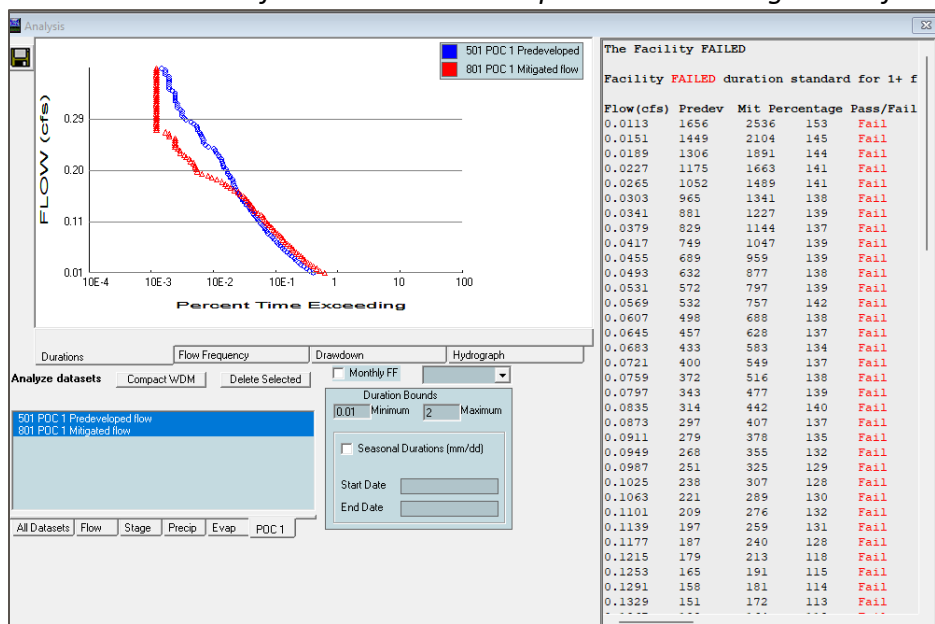 Analysis
501 POC 1 Predeveloped
801 POC 1 Mitigated flow
FLOW (cfs)
0.29
0.20
0.11
0.01
10E-4 10E-3 10E-2 10E-1 1 10 100
Percent Time Exceeding
Durations Flow Frequency Drawdown Hydrograph
Analyze datasets Compact WDM Delete Selected Monthly FF
501 POC 1 Predeveloped flow
801 POC 1 Mitigated flow
Duration Bounds
0.01 Minimum 2 Maximum
Seasonal Durations (mm/dd)
Start Date
End Date
All Datasets Flow Stage Precip Evap POC 1
The Facility FAILED
Facility FAILED duration standard for 1+ f
Flow(cfs) Predev Mit Percentage Pass/Fail
0.0113 1656 2536 153 Fail
0.0151 1449 2104 145 Fail
0.0189 1306 1891 144 Fail
0.0227 1175 1663 141 Fail
0.0265 1052 1489 141 Fail
0.0303 965 1341 138 Fail
0.0341 881 1227 139 Fail
0.0379 829 1144 137 Fail
0.0417 749 1047 139 Fail
0.0455 689 959 139 Fail
0.0493 632 877 138 Fail
0.0531 572 797 139 Fail
0.0569 532 757 142 Fail
0.0607 498 688 138 Fail
0.0645 457 628 137 Fail
0.0683 433 583 134 Fail
0.0721 400 549 137 Fail
0.0759 372 516 138 Fail
0.0797 343 477 139 Fail
0.0835 314 442 140 Fail
0.0873 297 407 137 Fail
0.0911 279 378 135 Fail
0.0949 268 355 132 Fail
0.0987 251 325 129 Fail
0.1025 238 307 128 Fail
0.1063 221 289 130 Fail
0.1101 209 276 132 Fail
0.1139 197 259 131 Fail
0.1177 187 240 128 Fail
0.1215 179 213 118 Fail
0.1253 165 191 115 Fail
0.1291 158 181 114 Fail
0.1329 151 172 113 Fail